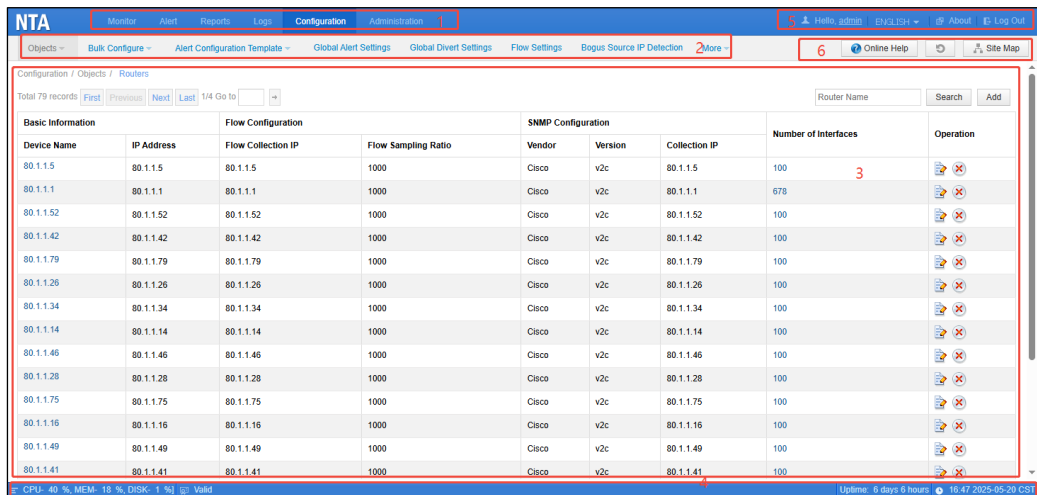 NTA Monitor Alert Reports Logs Configuration Administration 1 5 Hello, admin ENGLISH About Log Out
Objects Bulk Configure Alert Configuration Template Global Alert Settings Global Divert Settings Flow Settings Bogus Source IP Detection 2 More 6 Online Help Site Map
Configuration / Objects / Routers
Total 79 records First Previous Next Last 1/4 Go to Router Name Search Add
Basic Information Flow Configuration SNMP Configuration Number of Interfaces Operation
Device Name IP Address Flow Collection IP Flow Sampling Ratio Vendor Version Collection IP
80.1.1.5 80.1.1.5 80.1.1.5 1000 Cisco v2c 80.1.1.5 100 3
80.1.1.1 80.1.1.1 80.1.1.1 1000 Cisco v2c 80.1.1.1 678
80.1.1.52 80.1.1.52 80.1.1.52 1000 Cisco v2c 80.1.1.52 100
80.1.1.42 80.1.1.42 80.1.1.42 1000 Cisco v2c 80.1.1.42 100
80.1.1.79 80.1.1.79 80.1.1.79 1000 Cisco v2c 80.1.1.79 100
80.1.1.26 80.1.1.26 80.1.1.26 1000 Cisco v2c 80.1.1.26 100
80.1.1.34 80.1.1.34 80.1.1.34 1000 Cisco v2c 80.1.1.34 100
80.1.1.14 80.1.1.14 80.1.1.14 1000 Cisco v2c 80.1.1.14 100
80.1.1.46 80.1.1.46 80.1.1.46 1000 Cisco v2c 80.1.1.46 100
80.1.1.28 80.1.1.28 80.1.1.28 1000 Cisco v2c 80.1.1.28 100
80.1.1.75 80.1.1.75 80.1.1.75 1000 Cisco v2c 80.1.1.75 100
80.1.1.16 80.1.1.16 80.1.1.16 1000 Cisco v2c 80.1.1.16 100
80.1.1.49 80.1.1.49 80.1.1.49 1000 Cisco v2c 80.1.1.49 100
80.1.1.41 80.1.1.41 80.1.1.41 1000 Cisco v2c 80.1.1.41 100
CPU- 40 %, MEM- 18 %, DISK- 1 %] Valid 4 Uptime: 6 days 6 hours 16:47 2025-05-20 CST